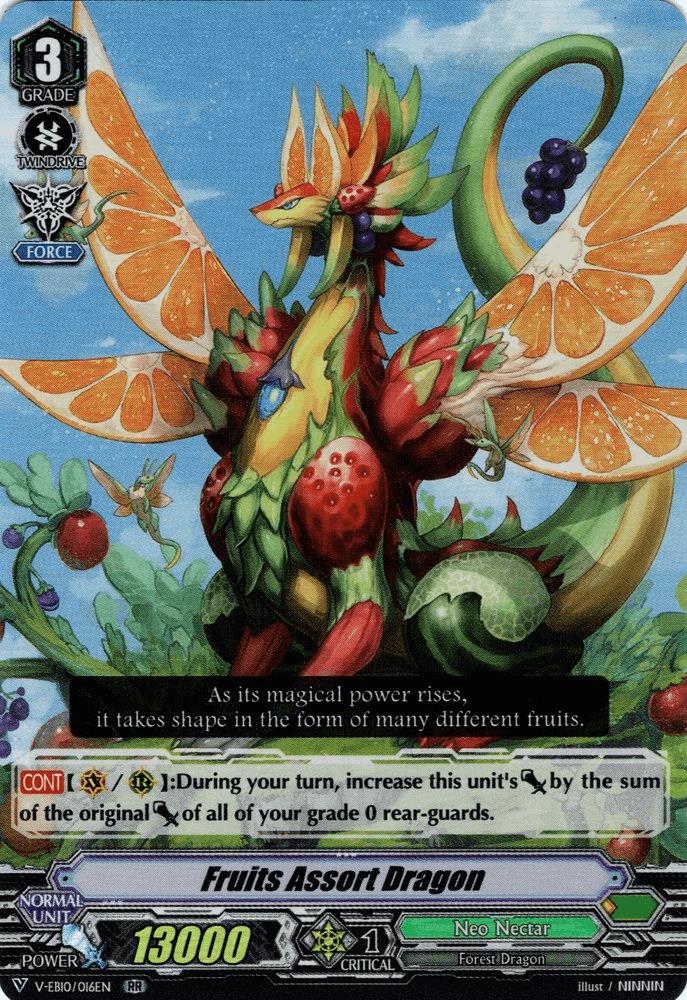 3
GRADE
TWINDRIVE
FORCE
As its magical power rises,
it takes shape in the form of many different fruits.
CONT [ V / R ]:During your turn, increase this unit's by the sum
of the original of all of your grade 0 rear-guards.
Fruits Assort Dragon
NORMAL
UNIT
POWER 13000 1
CRITICAL
Neo Nectar
Forest Dragon
V-EB10/016EN RR illust / NINNIN